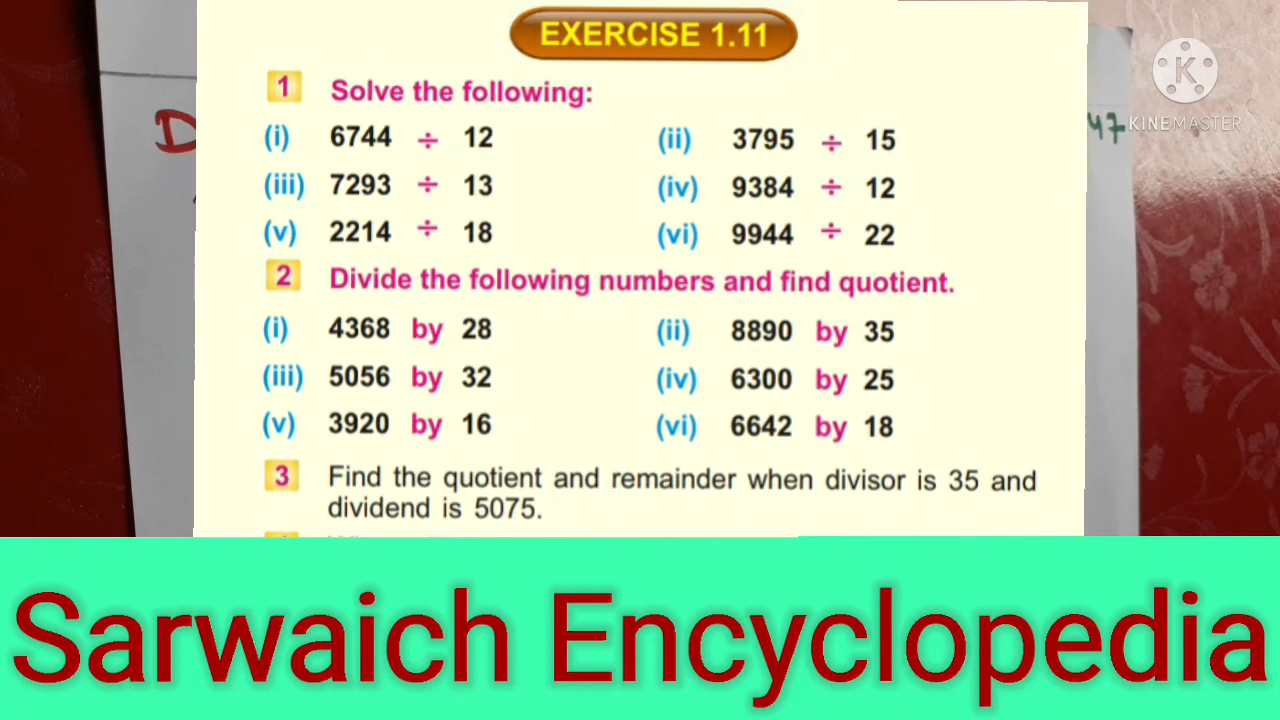 EXERCISE 1.11
1 Solve the following:
(i) 6744 ÷ 12 (ii) 3795 ÷ 15
(iii) 7293 ÷ 13 (iv) 9384 ÷ 12
(v) 2214 ÷ 18 (vi) 9944 ÷ 22
2 Divide the following numbers and find quotient.
(i) 4368 by 28 (ii) 8890 by 35
(iii) 5056 by 32 (iv) 6300 by 25
(v) 3920 by 16 (vi) 6642 by 18
3 Find the quotient and remainder when divisor is 35 and
dividend is 5075.
D
47
K
KINEMASTER
Sarwaich Encyclopedia